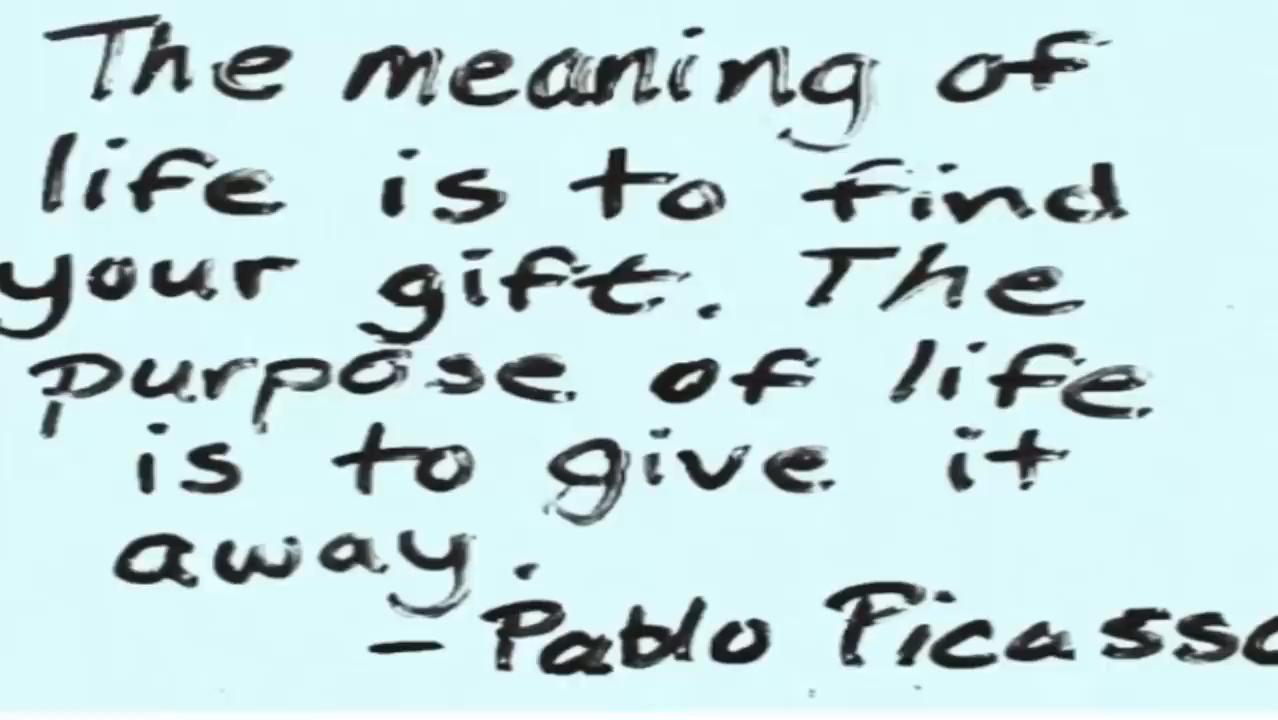 The meaning of
life is to find
your gift. The
purpose of life
is to give it
away.
- Pablo Picasso